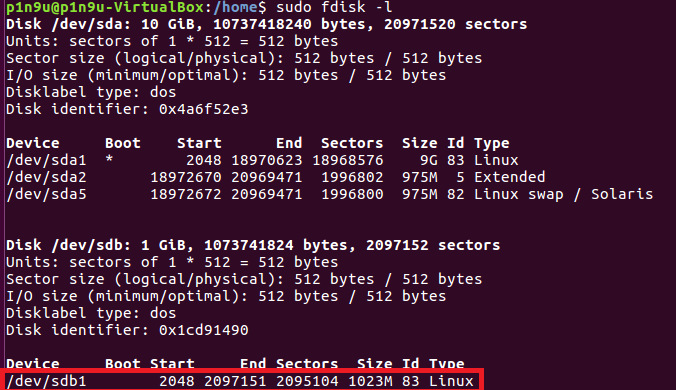 p1n9u@p1n9u-VirtualBox:/home$ sudo fdisk -l
Disk /dev/sda: 10 GiB, 10737418240 bytes, 20971520 sectors
Units: sectors of 1 * 512 = 512 bytes
Sector size (logical/physical): 512 bytes / 512 bytes
I/O size (minimum/optimal): 512 bytes / 512 bytes
Disklabel type: dos
Disk identifier: 0x4a6f52e3
Device Boot Start End Sectors Size Id Type
/dev/sda1 * 2048 18970623 18968576 9G 83 Linux
/dev/sda2 18972670 20969471 1996802 975M 5 Extended
/dev/sda5 18972672 20969471 1996800 975M 82 Linux swap / Solaris
Disk /dev/sdb: 1 GiB, 1073741824 bytes, 2097152 sectors
Units: sectors of 1 * 512 = 512 bytes
Sector size (logical/physical): 512 bytes / 512 bytes
I/O size (minimum/optimal): 512 bytes / 512 bytes
Disklabel type: dos
Disk identifier: 0x1cd91490
Device Boot Start End Sectors Size Id Type
/dev/sdb1 2048 2097151 2095104 1023M 83 Linux